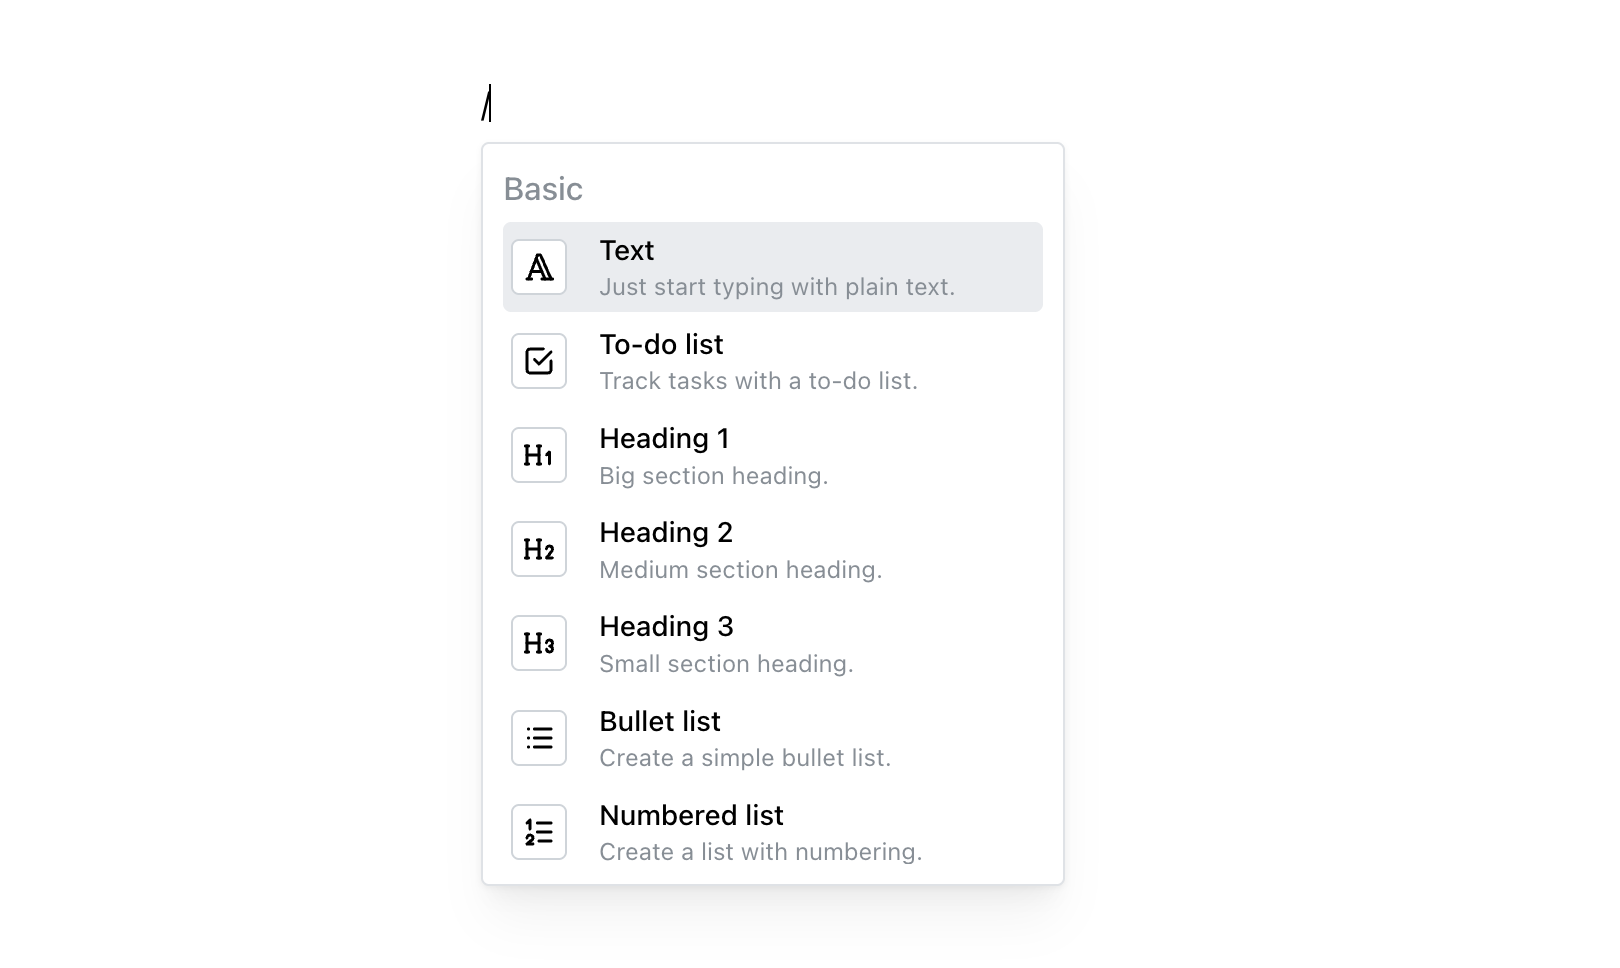 /
Basic
Text
Just start typing with plain text.
To-do list
Track tasks with a to-do list.
H1
Heading 1
Big section heading.
H2
Heading 2
Medium section heading.
H3
Heading 3
Small section heading.
Bullet list
Create a simple bullet list.
Numbered list
Create a list with numbering.